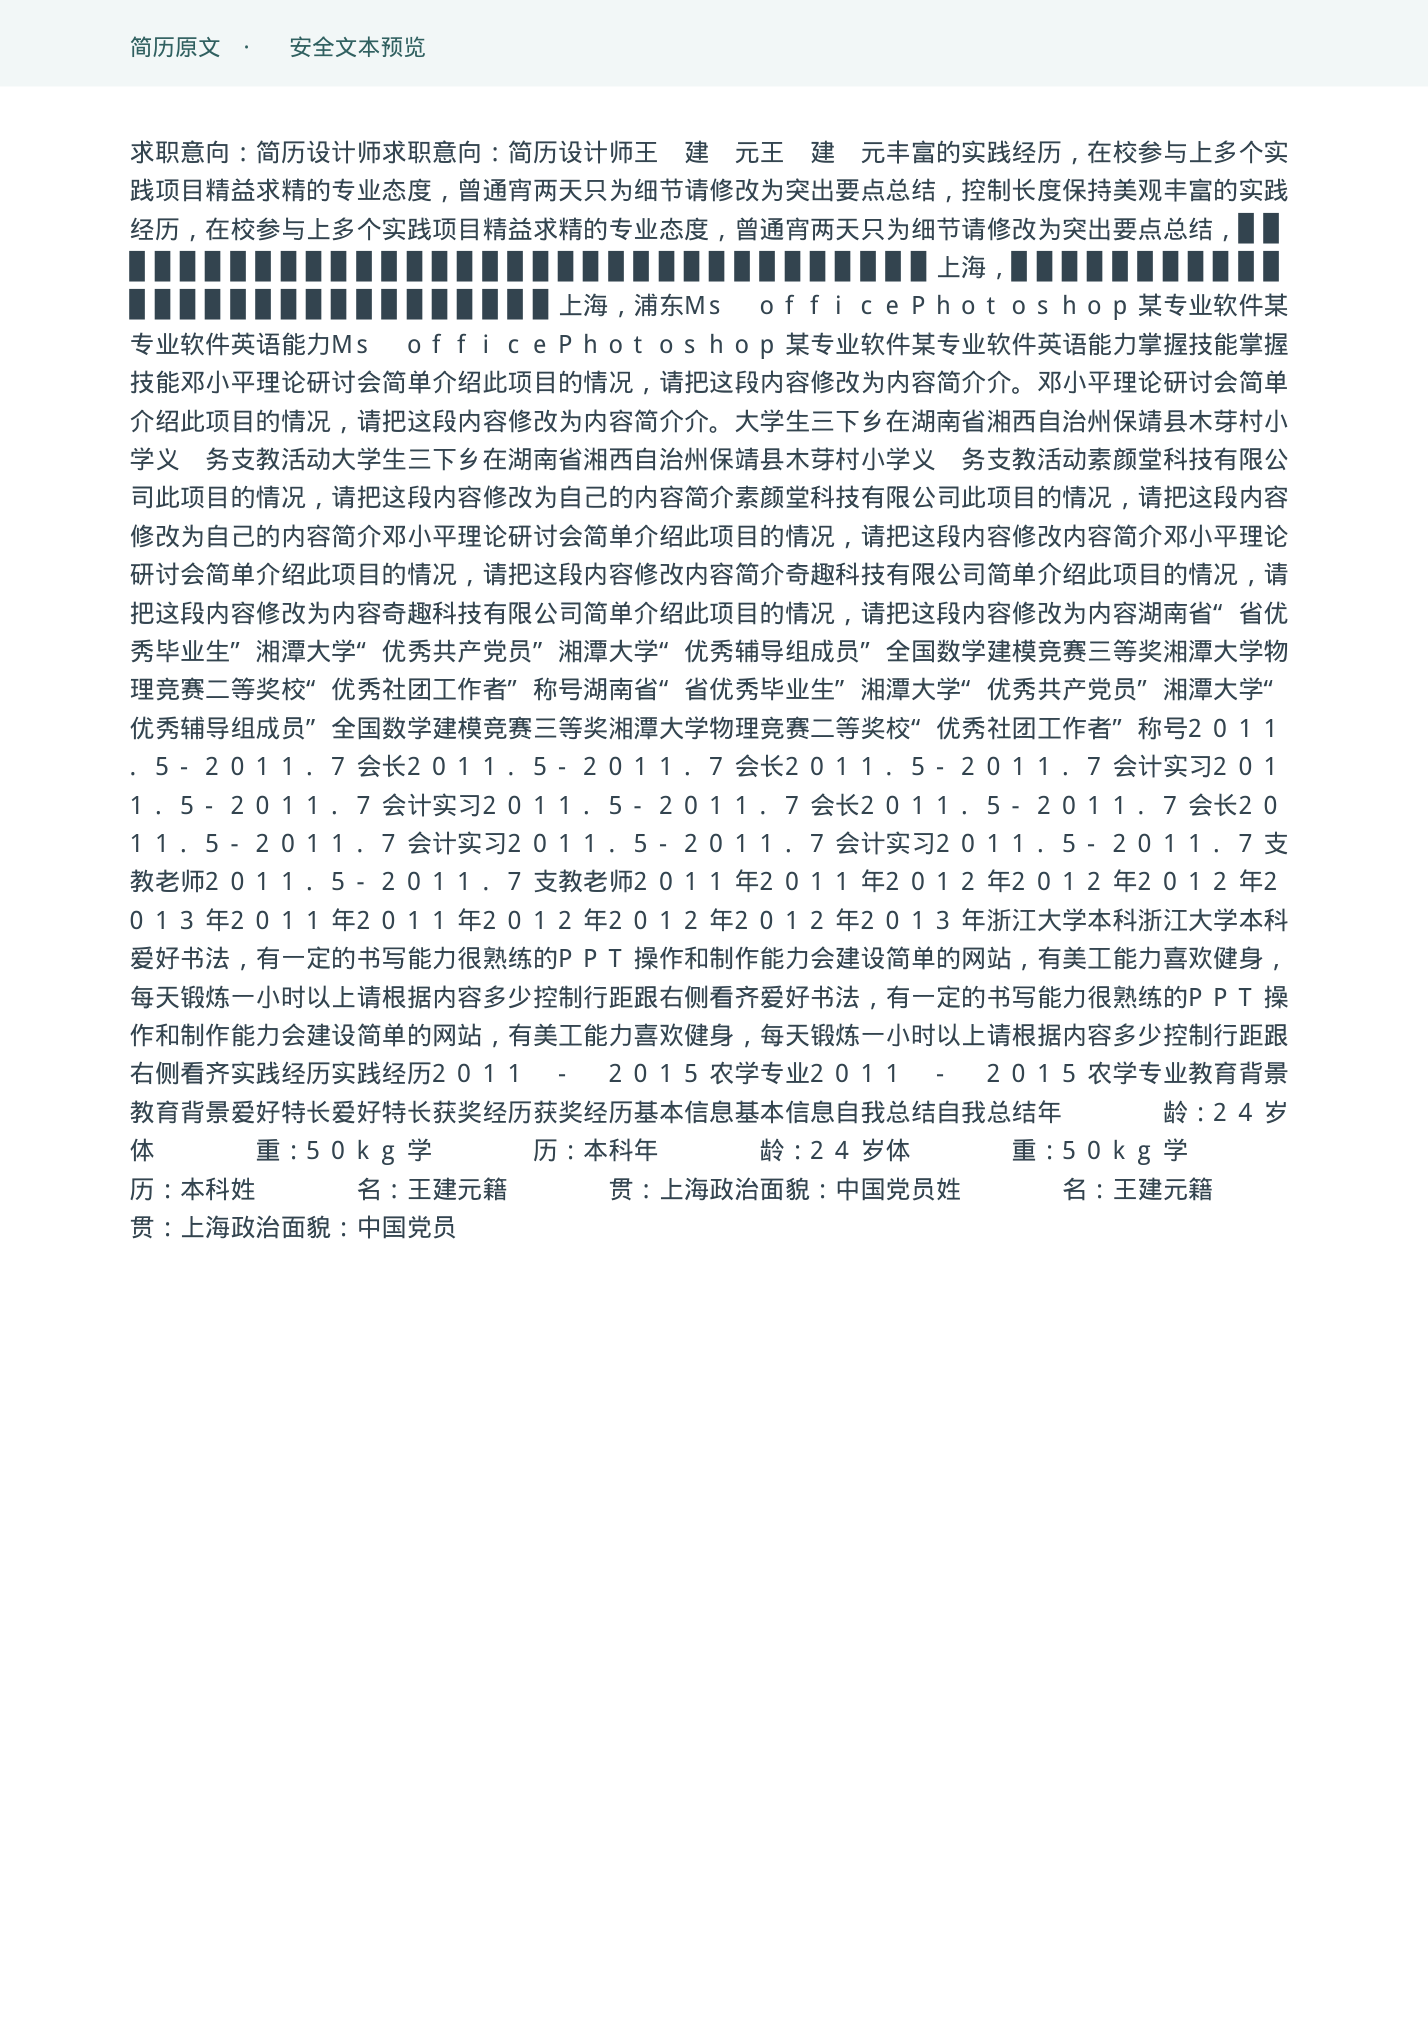 简历原文 · 安全文本预览
求职意向：简历设计师求职意向：简历设计师王 建 元王 建 元丰富的实践经历，在校参与上多个实
践项目精益求精的专业态度，曾通宵两天只为细节请修改为突出要点总结，控制长度保持美观丰富的实践
经历，在校参与上多个实践项目精益求精的专业态度，曾通宵两天只为细节请修改为突出要点总结，██
████████████████████████████████上海，███████████
█████████████████上海，浦东Ms officePhotoshop某专业软件某
专业软件英语能力Ms officePhotoshop某专业软件某专业软件英语能力掌握技能掌握
技能邓小平理论研讨会简单介绍此项目的情况，请把这段内容修改为内容简介介。邓小平理论研讨会简单
介绍此项目的情况，请把这段内容修改为内容简介介。大学生三下乡在湖南省湘西自治州保靖县木芽村小
学义 务支教活动大学生三下乡在湖南省湘西自治州保靖县木芽村小学义 务支教活动素颜堂科技有限公
司此项目的情况，请把这段内容修改为自己的内容简介素颜堂科技有限公司此项目的情况，请把这段内容
修改为自己的内容简介邓小平理论研讨会简单介绍此项目的情况，请把这段内容修改内容简介邓小平理论
研讨会简单介绍此项目的情况，请把这段内容修改内容简介奇趣科技有限公司简单介绍此项目的情况，请
把这段内容修改为内容奇趣科技有限公司简单介绍此项目的情况，请把这段内容修改为内容湖南省“省优
秀毕业生”湘潭大学“优秀共产党员”湘潭大学“优秀辅导组成员”全国数学建模竞赛三等奖湘潭大学物
理竞赛二等奖校“优秀社团工作者”称号湖南省“省优秀毕业生”湘潭大学“优秀共产党员”湘潭大学“
优秀辅导组成员”全国数学建模竞赛三等奖湘潭大学物理竞赛二等奖校“优秀社团工作者”称号2011
.5-2011.7会长2011.5-2011.7会长2011.5-2011.7会计实习201
1.5-2011.7会计实习2011.5-2011.7会长2011.5-2011.7会长20
11.5-2011.7会计实习2011.5-2011.7会计实习2011.5-2011.7支
教老师2011.5-2011.7支教老师2011年2011年2012年2012年2012年2
013年2011年2011年2012年2012年2012年2013年浙江大学本科浙江大学本科
爱好书法，有一定的书写能力很熟练的PPT操作和制作能力会建设简单的网站，有美工能力喜欢健身，
每天锻炼一小时以上请根据内容多少控制行距跟右侧看齐爱好书法，有一定的书写能力很熟练的PPT操
作和制作能力会建设简单的网站，有美工能力喜欢健身，每天锻炼一小时以上请根据内容多少控制行距跟
右侧看齐实践经历实践经历2011 - 2015农学专业2011 - 2015农学专业教育背景
教育背景爱好特长爱好特长获奖经历获奖经历基本信息基本信息自我总结自我总结年 龄：24岁
体 重：50kg学 历：本科年 龄：24岁体 重：50kg学
历：本科姓 名：王建元籍 贯：上海政治面貌：中国党员姓 名：王建元籍
贯：上海政治面貌：中国党员